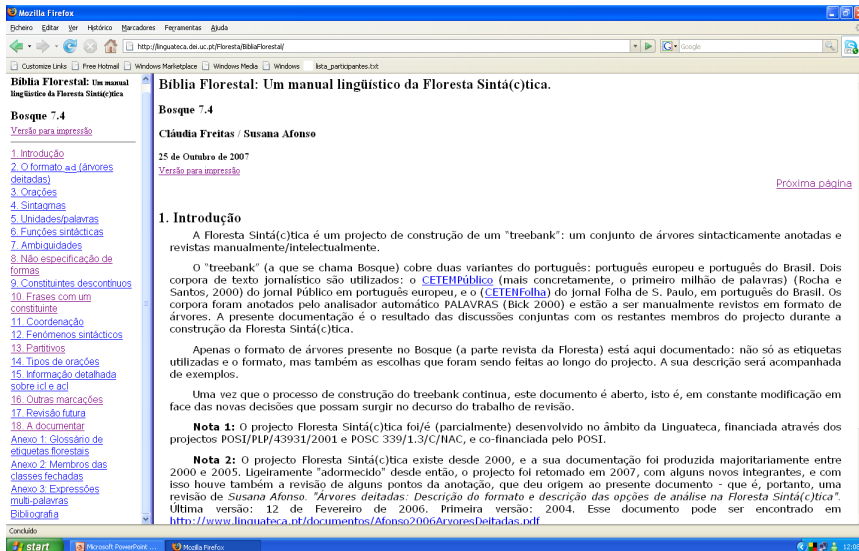 Mozilla Firefox
Ficheiro Editar Ver Histórico Marcadores Ferramentas Ajuda
http://linguateca.dei.uc.pt/Floresta/BibliaFlorestal/
Google
Customize Links Free Hotmail Windows Marketplace Windows Media Windows lista_participantes.txt
Bíblia Florestal: Um manual
lingüístico da Floresta Sintá(c)tica
Bosque 7.4
Versão para impressão
1. Introdução
2. O formato ad (árvores
deitadas)
3. Orações
4. Sintagmas
5. Unidades/palavras
6. Funções sintácticas
7. Ambiguidades
8. Não especificação de
formas
9. Constituintes descontínuos
10. Frases com um
constituinte
11. Coordenação
12. Fenómenos sintácticos
13. Partitivos
14. Tipos de orações
15. Informação detalhada
sobre icl e acl
16. Outras marcações
17. Revisão futura
18. A documentar
Anexo 1: Glossário de
etiquetas florestais
Anexo 2: Membros das
classes fechadas
Anexo 3: Expressões
multi-palavras
Bibliografia
Bíblia Florestal: Um manual lingüístico da Floresta Sintá(c)tica.
Bosque 7.4
Cláudia Freitas / Susana Afonso
25 de Outubro de 2007
Versão para impressão
Próxima página
1. Introdução
A Floresta Sintá(c)tica é um projecto de construção de um "treebank": um conjunto de árvores sintacticamente anotadas e
revistas manualmente/intelectualmente.
O "treebank" (a que se chama Bosque) cobre duas variantes do português: português europeu e português do Brasil. Dois
corpora de texto jornalístico são utilizados: o CETEMPúblico (mais concretamente, o primeiro milhão de palavras) (Rocha e
Santos, 2000) do jornal Público em português europeu, e o (CETENFolha) do jornal Folha de S. Paulo, em português do Brasil. Os
corpora foram anotados pelo analisador automático PALAVRAS (Bick 2000) e estão a ser manualmente revistos em formato de
árvores. A presente documentação é o resultado das discussões conjuntas com os restantes membros do projecto durante a
construção da Floresta Sintá(c)tica.
Apenas o formato de árvores presente no Bosque (a parte revista da Floresta) está aqui documentado: não só as etiquetas
utilizadas e o formato, mas também as escolhas que foram sendo feitas ao longo do projecto. A sua descrição será acompanhada
de exemplos.
Uma vez que o processo de construção do treebank continua, este documento é aberto, isto é, em constante modificação em
face das novas decisões que possam surgir no decurso do trabalho de revisão.
Nota 1: O projecto Floresta Sintá(c)tica foi/é (parcialmente) desenvolvido no âmbito da Linguateca, financiada através dos
projectos POSI/PLP/43931/2001 e POSC 339/1.3/C/NAC, e co-financiada pelo POSI.
Nota 2: O projecto Floresta Sintá(c)tica existe desde 2000, e a sua documentação foi produzida majoritariamente entre
2000 e 2005. Ligeiramente "adormecido" desde então, o projecto foi retomado em 2007, com alguns novos integrantes, e com
isso houve também a revisão de alguns pontos da anotação, que deu origem ao presente documento - que é, portanto, uma
revisão de Susana Afonso. "Árvores deitadas: Descrição do formato e descrição das opções de análise na Floresta Sintá(c)tica".
Última versão: 12 de Fevereiro de 2006. Primeira versão: 2004. Esse documento pode ser encontrado em
http://www.linguateca.pt/documentos/Afonso2006ArvoresDeitadas.pdf
Concluído
start Microsoft PowerPoint ... Mozilla Firefox